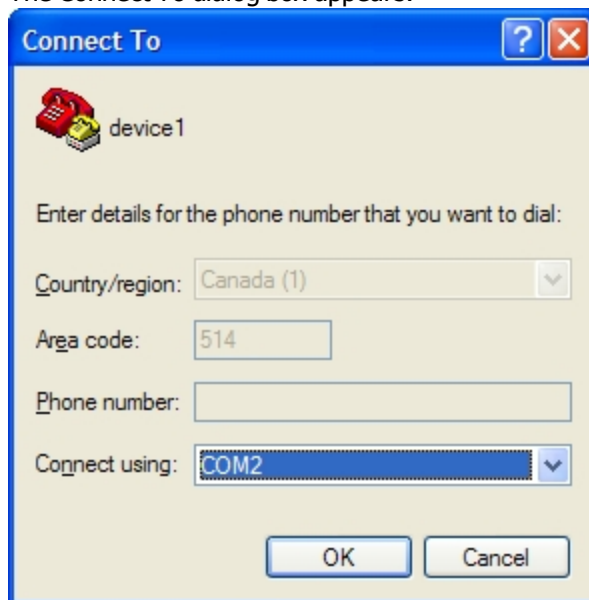 The Connect To dialog box appears.
Connect To
device1
Enter details for the phone number that you want to dial:
Country/region: Canada (1)
Area code: 514
Phone number:
Connect using: COM2
OK Cancel